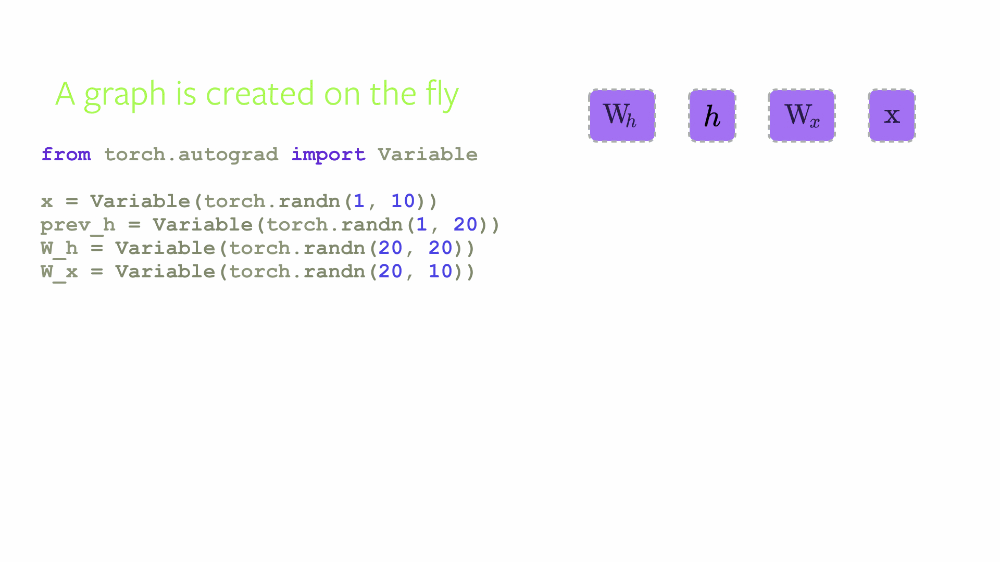 A graph is created on the fly
from torch.autograd import Variable
x = Variable(torch.randn(1, 10))
prev_h = Variable(torch.randn(1, 20))
W_h = Variable(torch.randn(20, 20))
W_x = Variable(torch.randn(20, 10))
W_h h W_x x